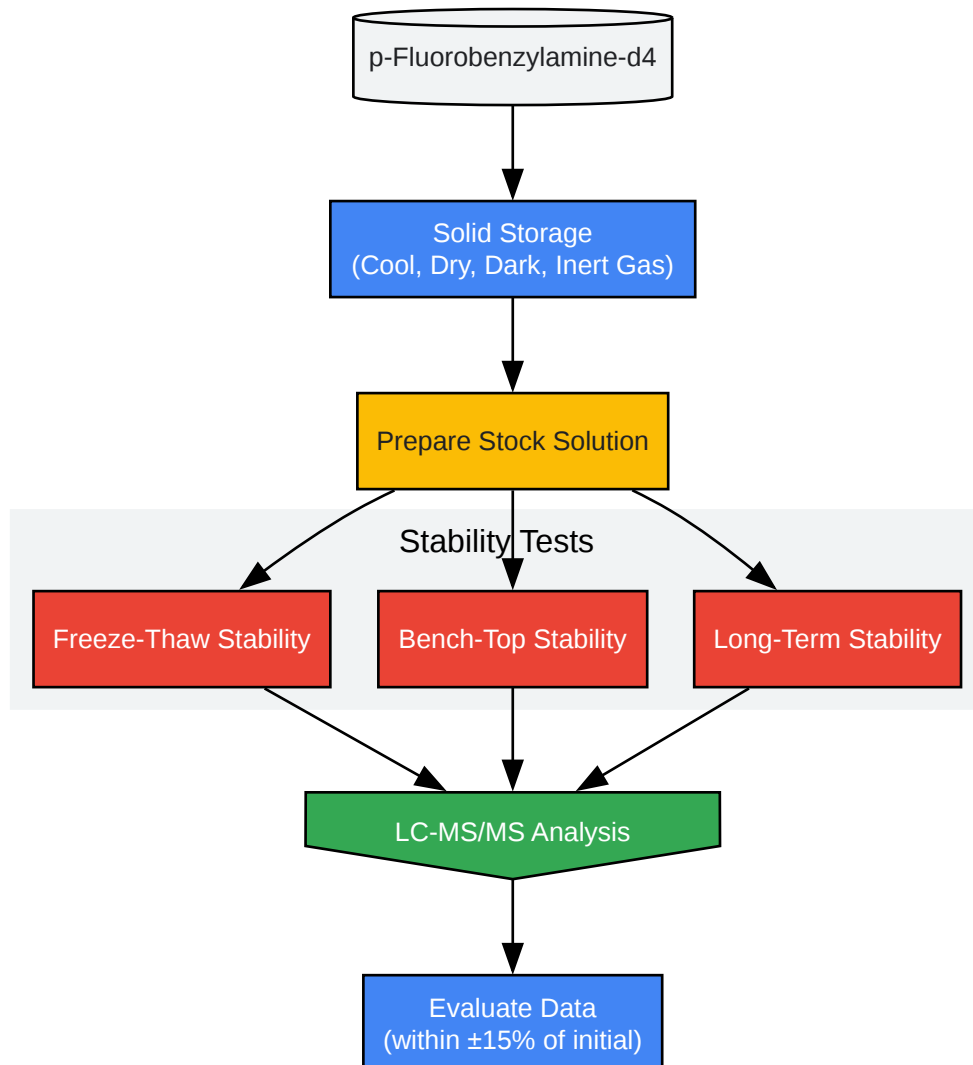 p-Fluorobenzylamine-d4
Solid Storage
(Cool, Dry, Dark, Inert Gas)
Prepare Stock Solution
Stability Tests
Freeze-Thaw Stability
Bench-Top Stability
Long-Term Stability
LC-MS/MS Analysis
Evaluate Data
(within ±15% of initial)